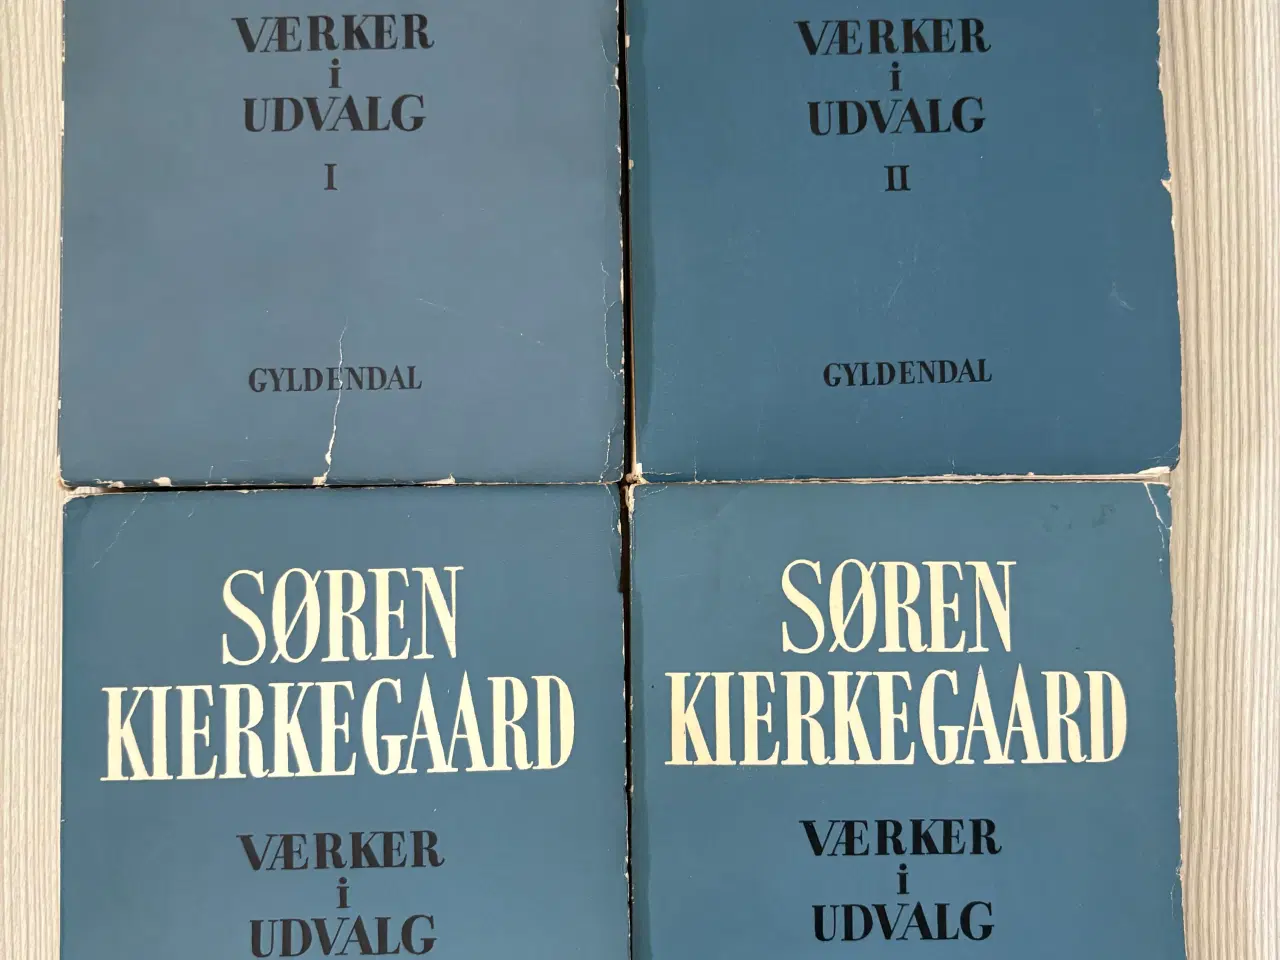 VÆRKER
i
UDVALG
I
GYLDENDAL
VÆRKER
i
UDVALG
II
GYLDENDAL
SØREN
KIERKEGAARD
VÆRKER
i
UDVALG
SØREN
KIERKEGAARD
VÆRKER
i
UDVALG